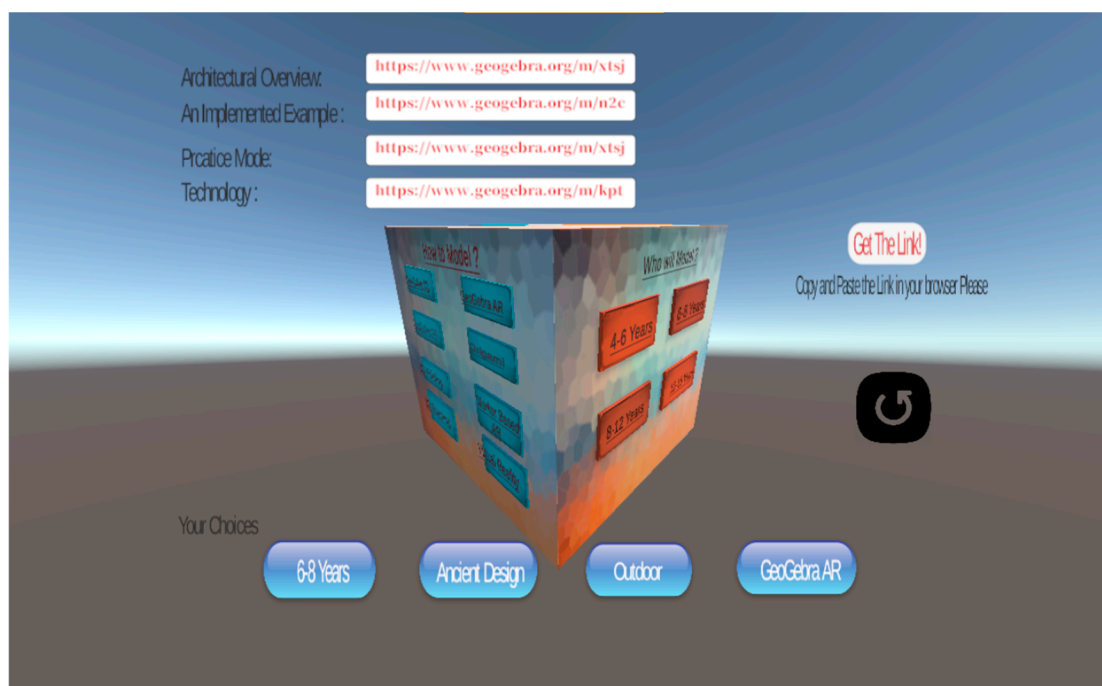 Architectural Overview:
https://www.geogebra.org/m/xtsj
An Implemented Example :
https://www.geogebra.org/m/n2c
Prcatice Mode:
https://www.geogebra.org/m/xtsj
Technology :
https://www.geogebra.org/m/kpt
Get The Link!
Copy and Paste the Link in your browser Please
How to Model ?
GeoGebra AR
Marker Based
AR
Who will Model ?
4-6 Years
6-8 Years
8-12 Years
Your Choices
6-8 Years
Ancient Design
Outdoor
GeoGebra AR